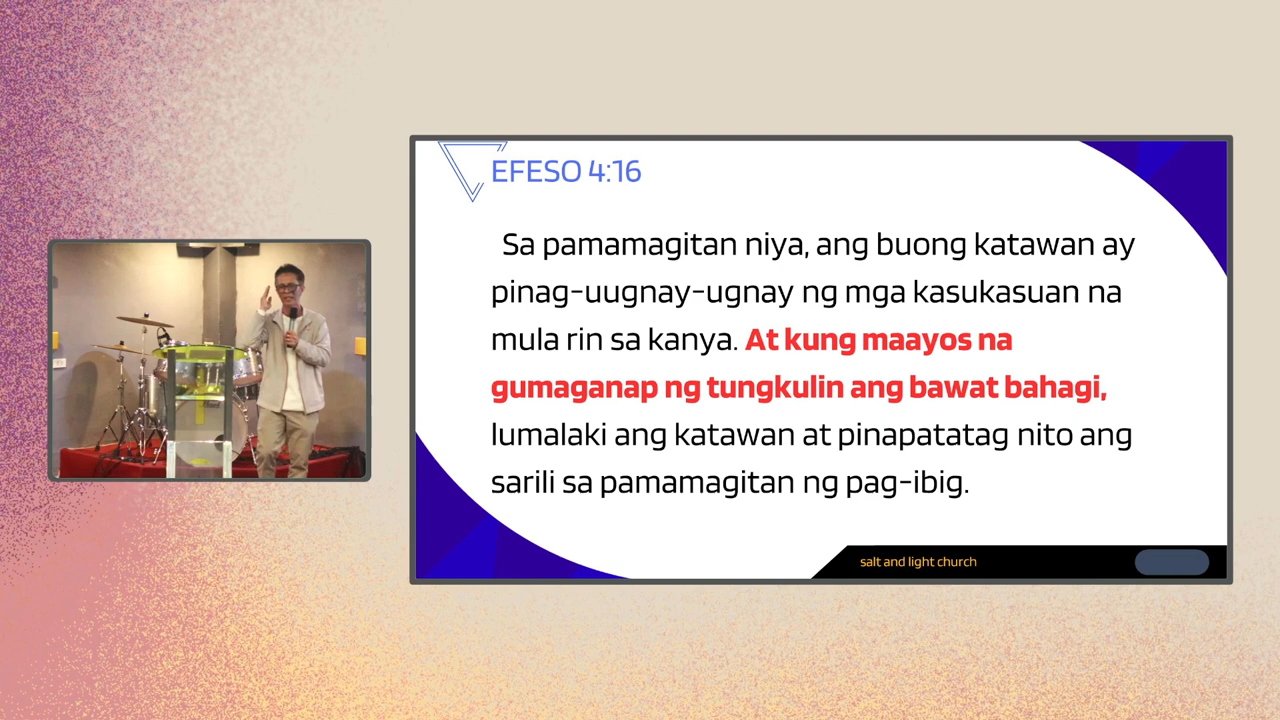 EFESO 4:16
Sa pamamagitan niya, ang buong katawan ay
pinag-uugnay-ugnay ng mga kasukasuan na
mula rin sa kanya. At kung maayos na
gumaganap ng tungkulin ang bawat bahagi,
lumalaki ang katawan at pinapatatag nito ang
sarili sa pamamagitan ng pag-ibig.
salt and light church